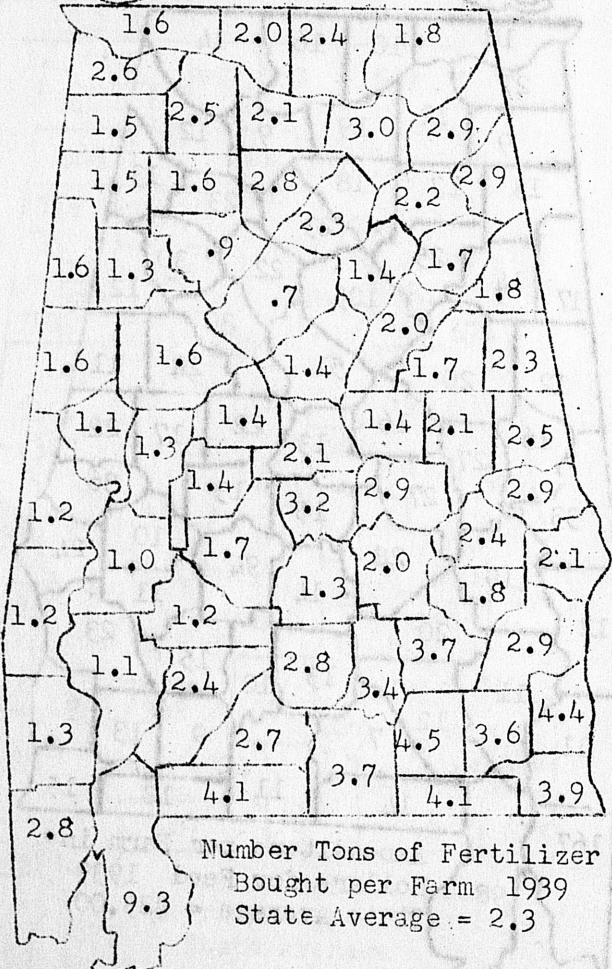 1.6 2.0 2.4 1.8
2.6
1.5 2.5 2.1 3.0 2.9
1.5 1.6 2.8 2.2 2.9
2.3
1.6 1.3 .9 1.4 1.7
.7 1.8
2.0
1.6 1.6 1.4 1.7 2.3
1.1 1.3 1.4 1.4 2.1 2.5
2.1
1.4 3.2 2.9 2.9
1.2
1.0 1.7 2.0 2.4 2.1
1.3 1.8
1.2 1.2
1.1 2.8 3.7 2.9
2.4 3.4
1.3 2.7 4.5 3.6 4.4
4.1 3.7 4.1 3.9
2.8
9.3
Number Tons of Fertilizer
Bought per Farm 1939
State Average = 2.3